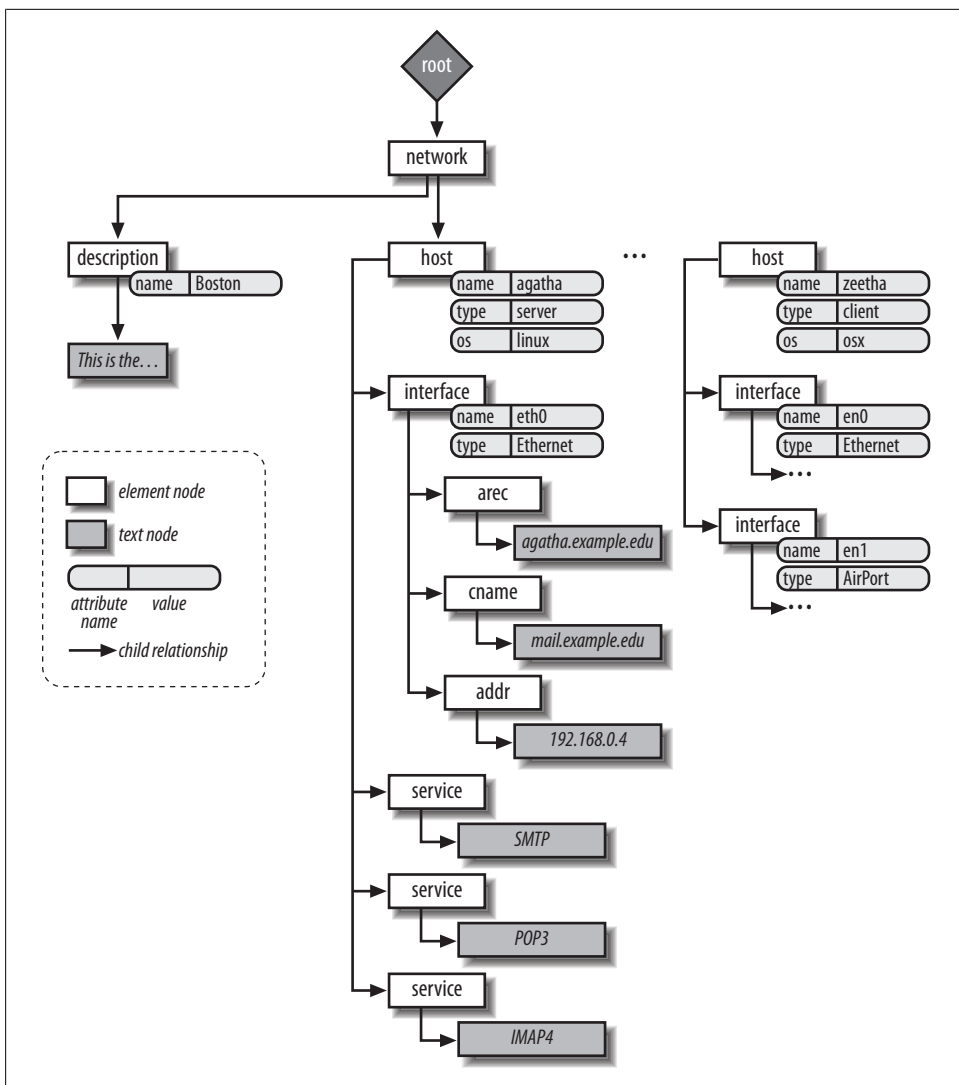 root
network
description
name Boston
This is the...
host
name agatha
type server
os linux
interface
name eth0
type Ethernet
arec
agatha.example.edu
cname
mail.example.edu
addr
192.168.0.4
service
SMTP
service
POP3
service
IMAP4
...
host
name zeetha
type client
os osx
interface
name en0
type Ethernet
...
interface
name en1
type AirPort
...
element node
text node
attribute name value
child relationship